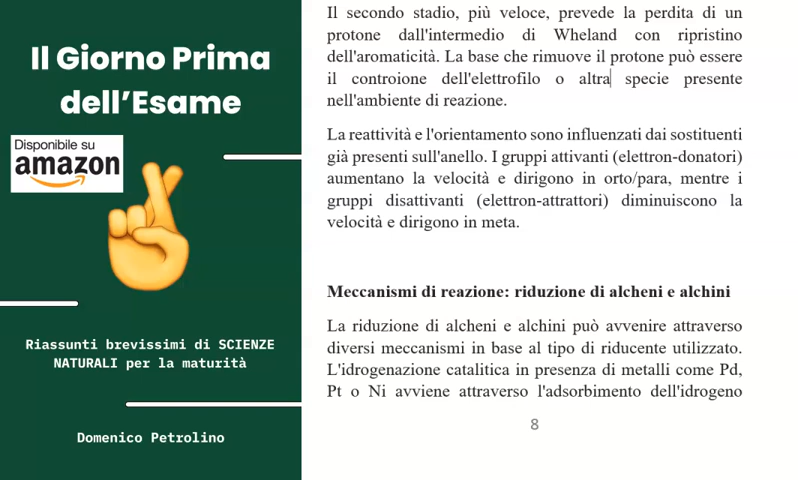 Il Giorno Prima
dell'Esame
Disponibile su
amazon
Riassunti brevissimi di SCIENZE
NATURALI per la maturità
Domenico Petrolino
Il secondo stadio, più veloce, prevede la perdita di un
protone dall'intermedio di Wheland con ripristino
dell'aromaticità. La base che rimuove il protone può essere
il controione dell'elettrofilo o altra specie presente
nell'ambiente di reazione.
La reattività e l'orientamento sono influenzati dai sostituenti
già presenti sull'anello. I gruppi attivanti (elettron-donatori)
aumentano la velocità e dirigono in orto/para, mentre i
gruppi disattivanti (elettron-attrattori) diminuiscono la
velocità e dirigono in meta.
Meccanismi di reazione: riduzione di alcheni e alchini
La riduzione di alcheni e alchini può avvenire attraverso
diversi meccanismi in base al tipo di riducente utilizzato.
L'idrogenazione catalitica in presenza di metalli come Pd,
Pt o Ni avviene attraverso l'adsorbimento dell'idrogeno
8